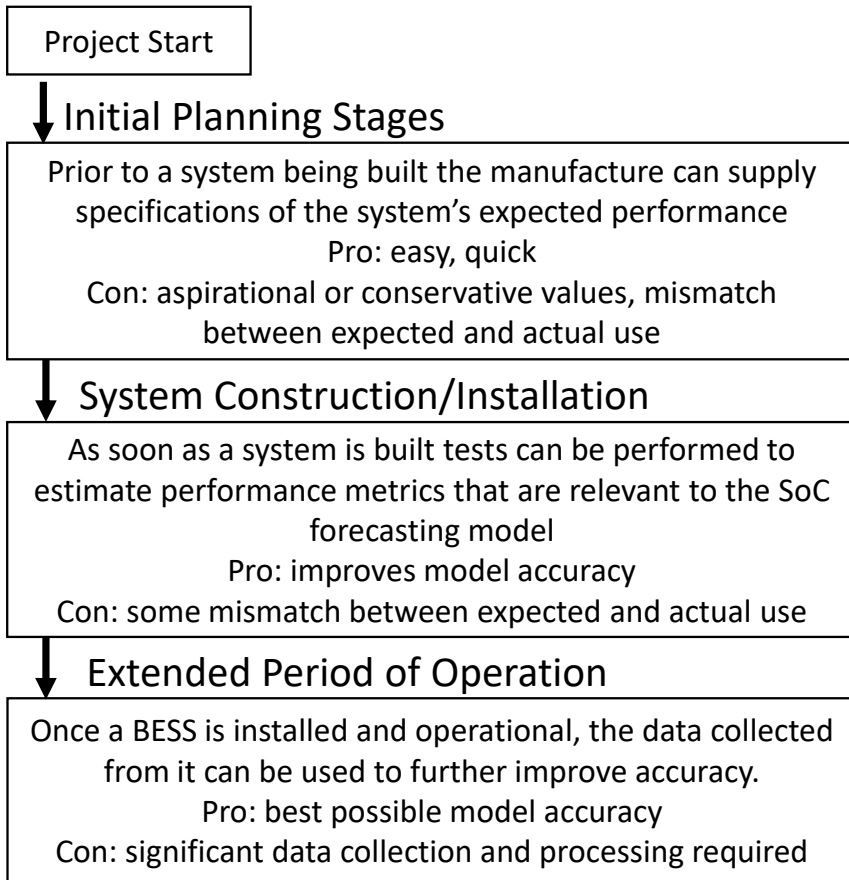 Project Start
Initial Planning Stages
Prior to a system being built the manufacture can supply
specifications of the system's expected performance
Pro: easy, quick
Con: aspirational or conservative values, mismatch
between expected and actual use
System Construction/Installation
As soon as a system is built tests can be performed to
estimate performance metrics that are relevant to the SoC
forecasting model
Pro: improves model accuracy
Con: some mismatch between expected and actual use
Extended Period of Operation
Once a BESS is installed and operational, the data collected
from it can be used to further improve accuracy.
Pro: best possible model accuracy
Con: significant data collection and processing required